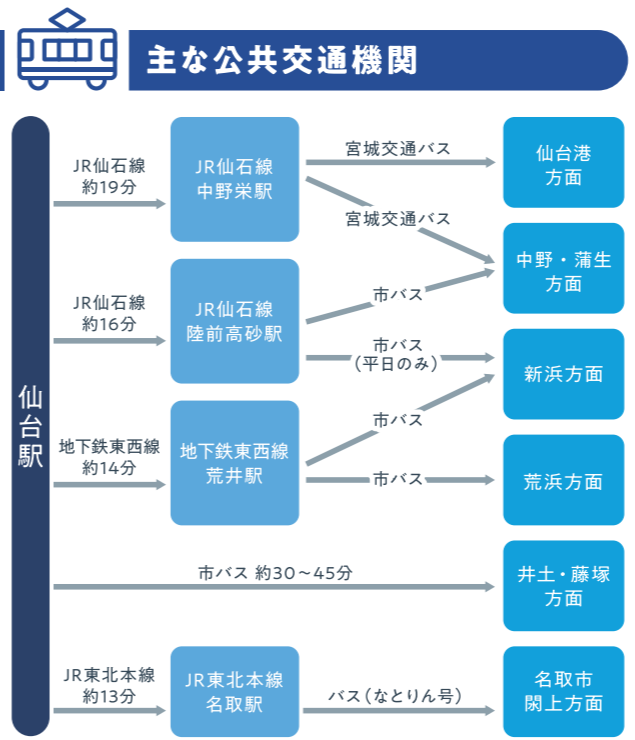 主な公共交通機関
仙台駅
JR仙石線
約19分
JR仙石線
中野栄駅
宮城交通バス
仙台港
方面
宮城交通バス
中野・蒲生
方面
JR仙石線
約16分
JR仙石線
陸前高砂駅
市バス
市バス
（平日のみ）
新浜方面
地下鉄東西線
約14分
地下鉄東西線
荒井駅
市バス
市バス
荒浜方面
市バス 約30～45分
井土・藤塚
方面
JR東北本線
約13分
JR東北本線
名取駅
バス（なとりん号）
名取市
閖上方面